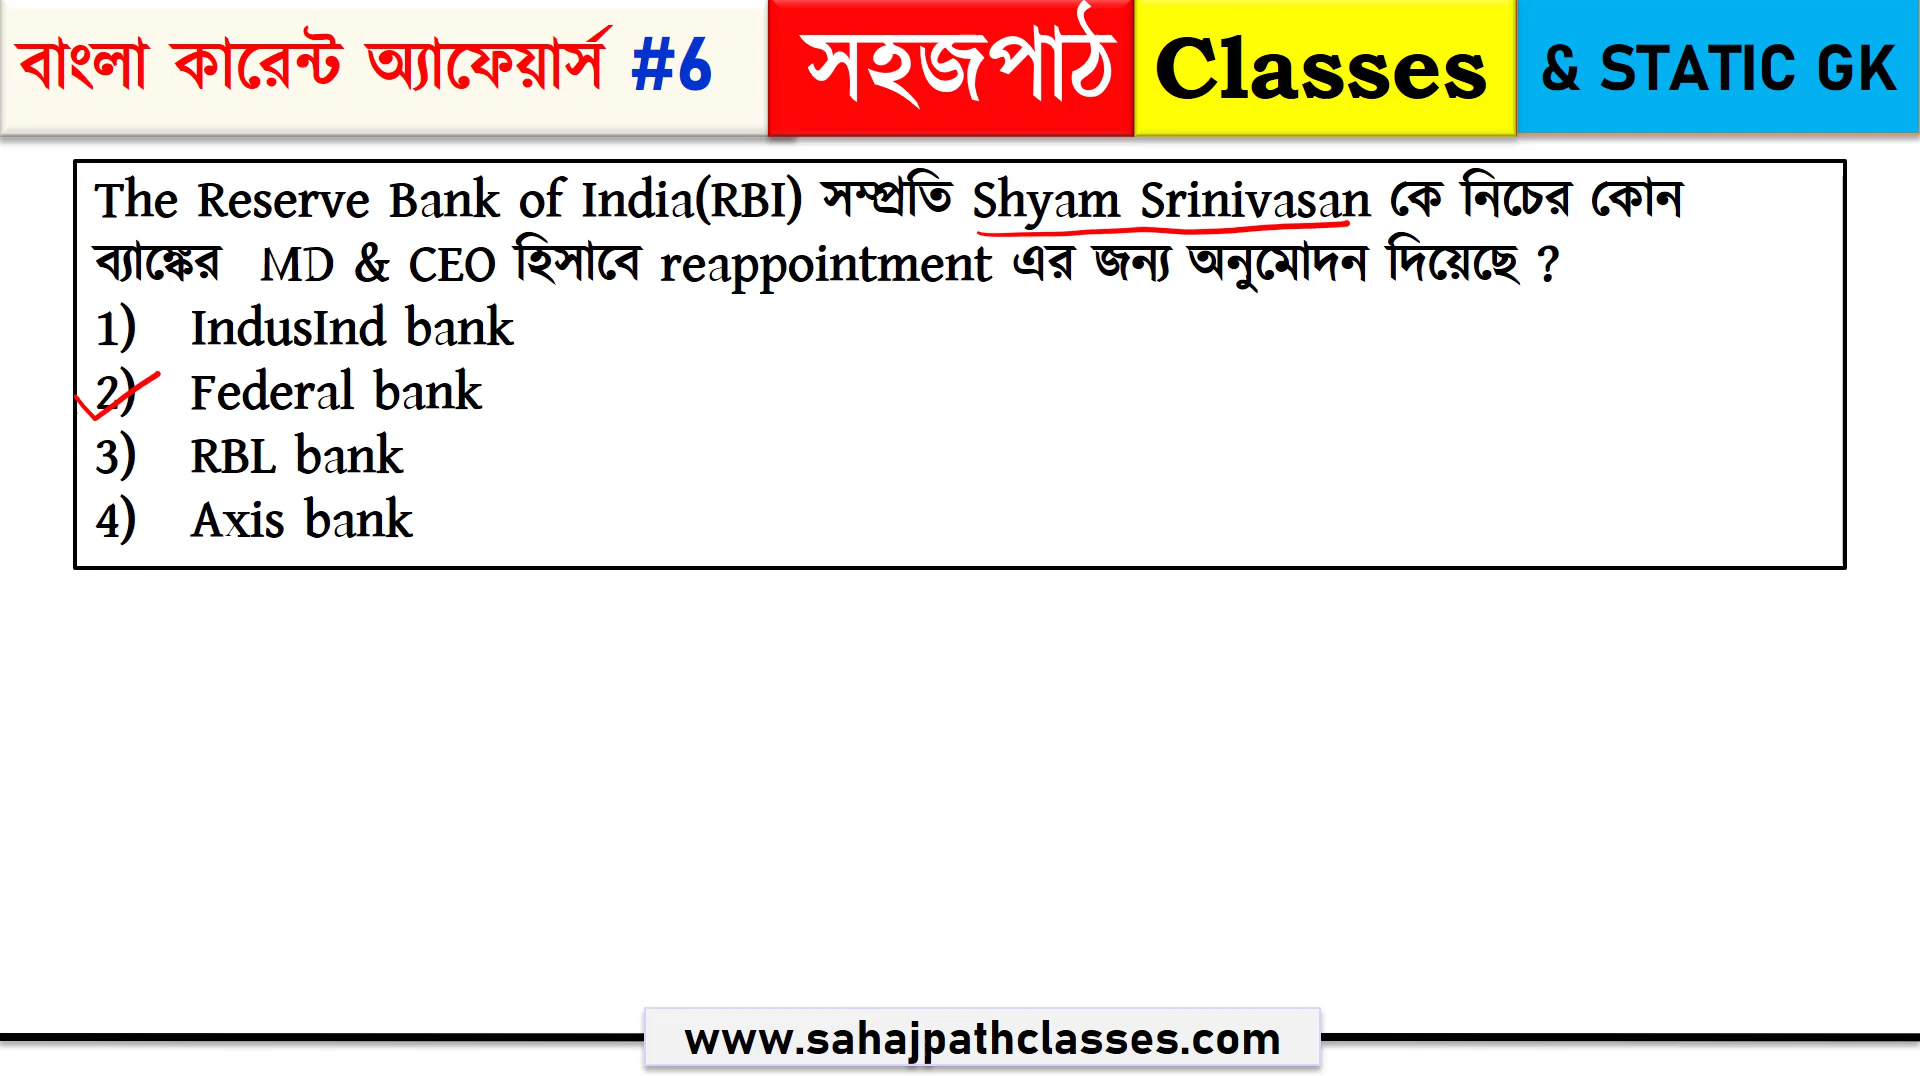 বাংলা কারেন্ট অ্যাফেয়ার্স #6 সহজপাঠ Classes & STATIC GK
The Reserve Bank of India(RBI) সম্প্রতি Shyam Srinivasan কে নিচের কোন
ব্যাঙ্কের MD & CEO হিসাবে reappointment এর জন্য অনুমোদন দিয়েছে ?
1) IndusInd bank
2) Federal bank
3) RBL bank
4) Axis bank
www.sahajpathclasses.com